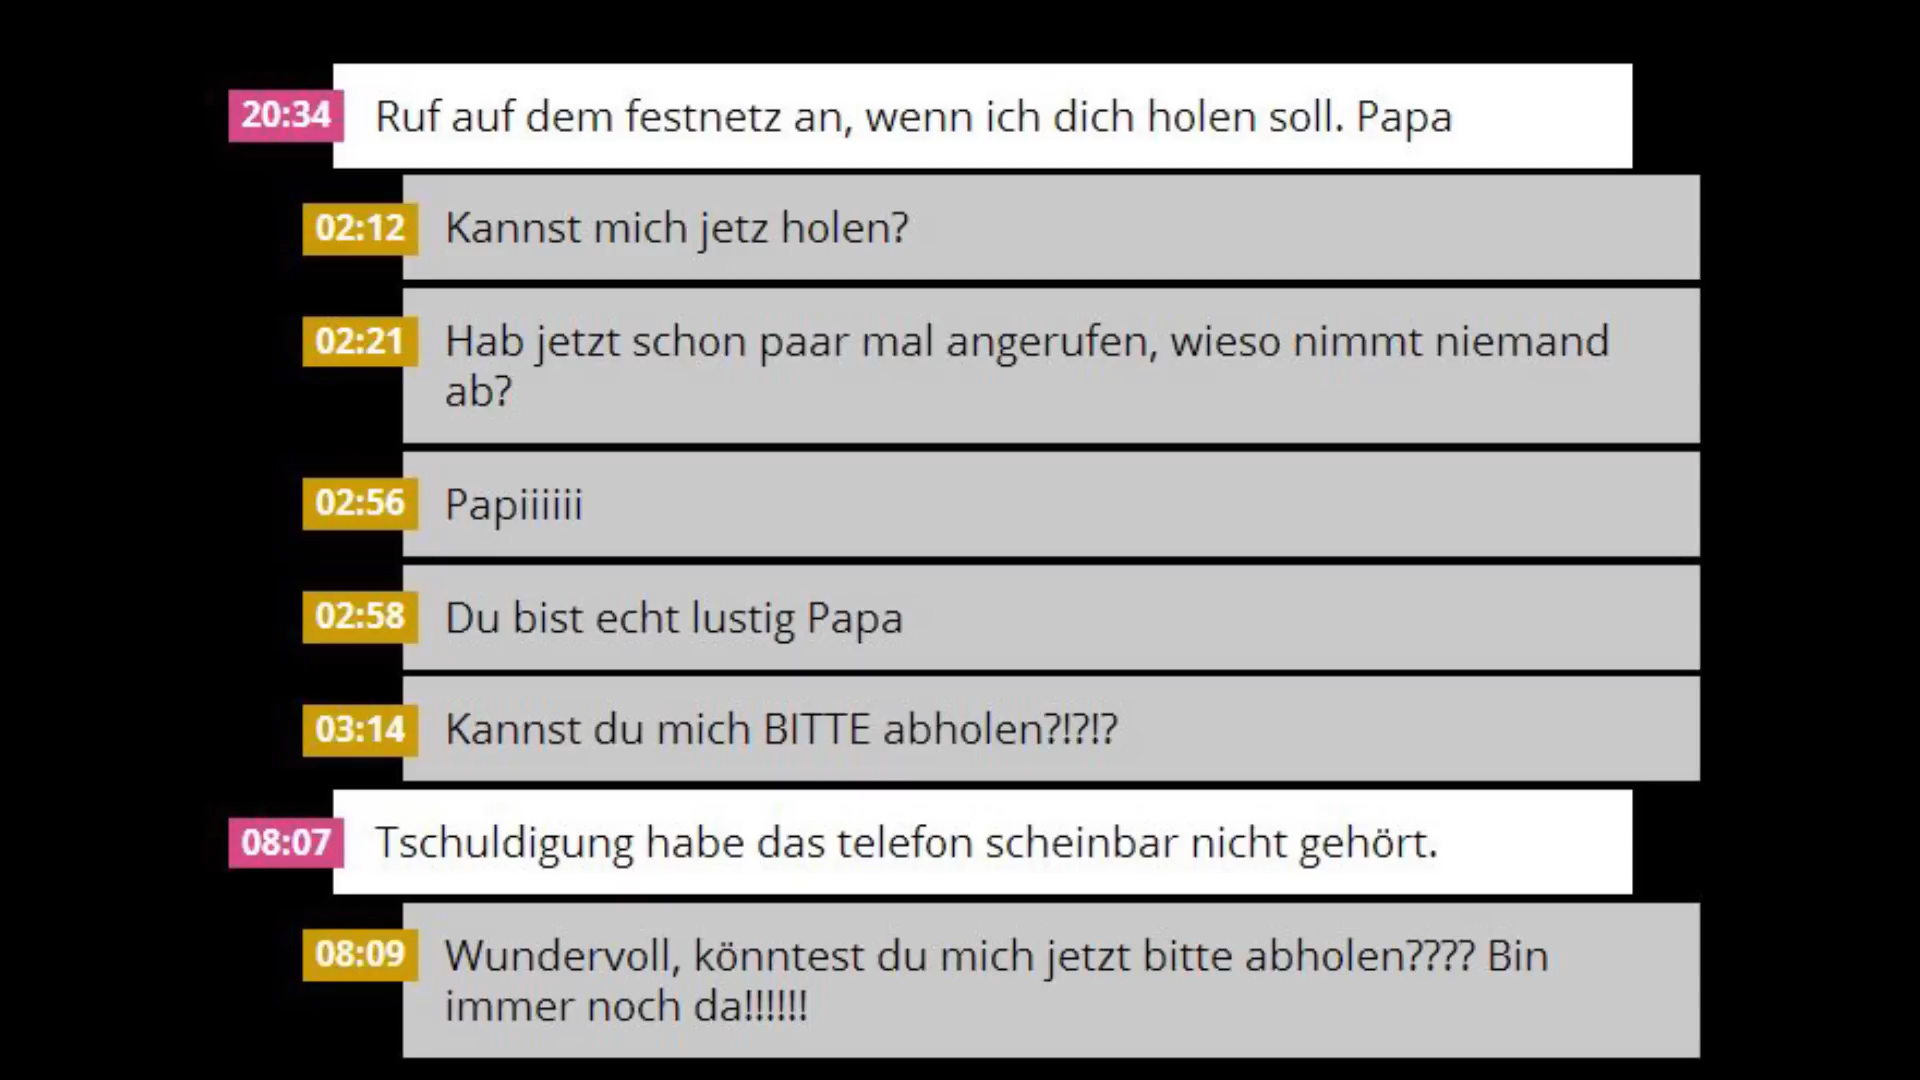 20:34 Ruf auf dem festnetz an, wenn ich dich holen soll. Papa
02:12 Kannst mich jetz holen?
02:21 Hab jetzt schon paar mal angerufen, wieso nimmt niemand
ab?
02:56 Papiiiiii
02:58 Du bist echt lustig Papa
03:14 Kannst du mich BITTE abholen?!?!?
08:07 Tschuldigung habe das telefon scheinbar nicht gehört.
08:09 Wundervoll, könntest du mich jetzt bitte abholen???? Bin
immer noch da!!!!!!